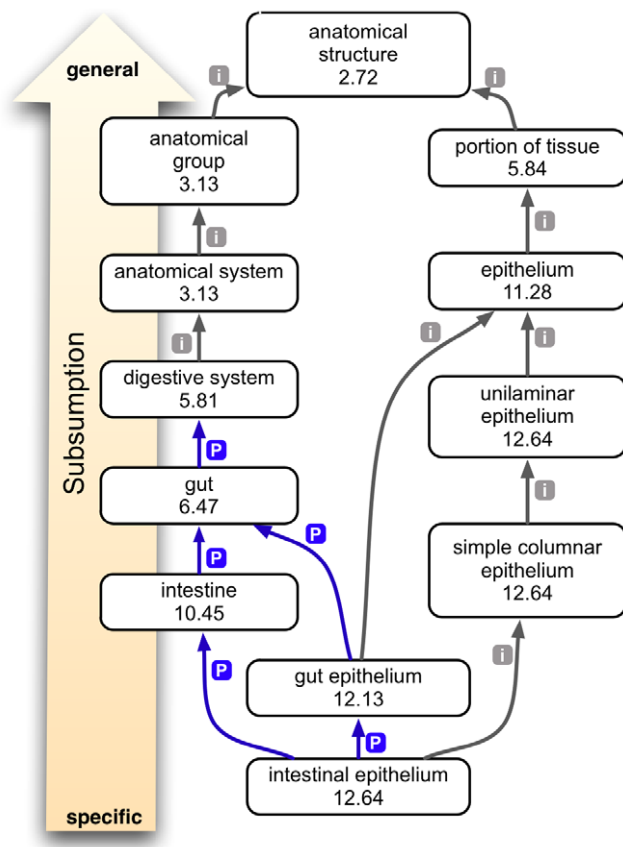 anatomical
structure
2.72
general
i
i
anatomical
group
3.13
portion of tissue
5.84
i
i
anatomical system
3.13
epithelium
11.28
i
i
i
digestive system
5.81
unilaminar
epithelium
12.64
Subsumption
P
gut
6.47
i
P
P
simple columnar
epithelium
12.64
intestine
10.45
P
i
gut epithelium
12.13
P
intestinal epithelium
12.64
specific